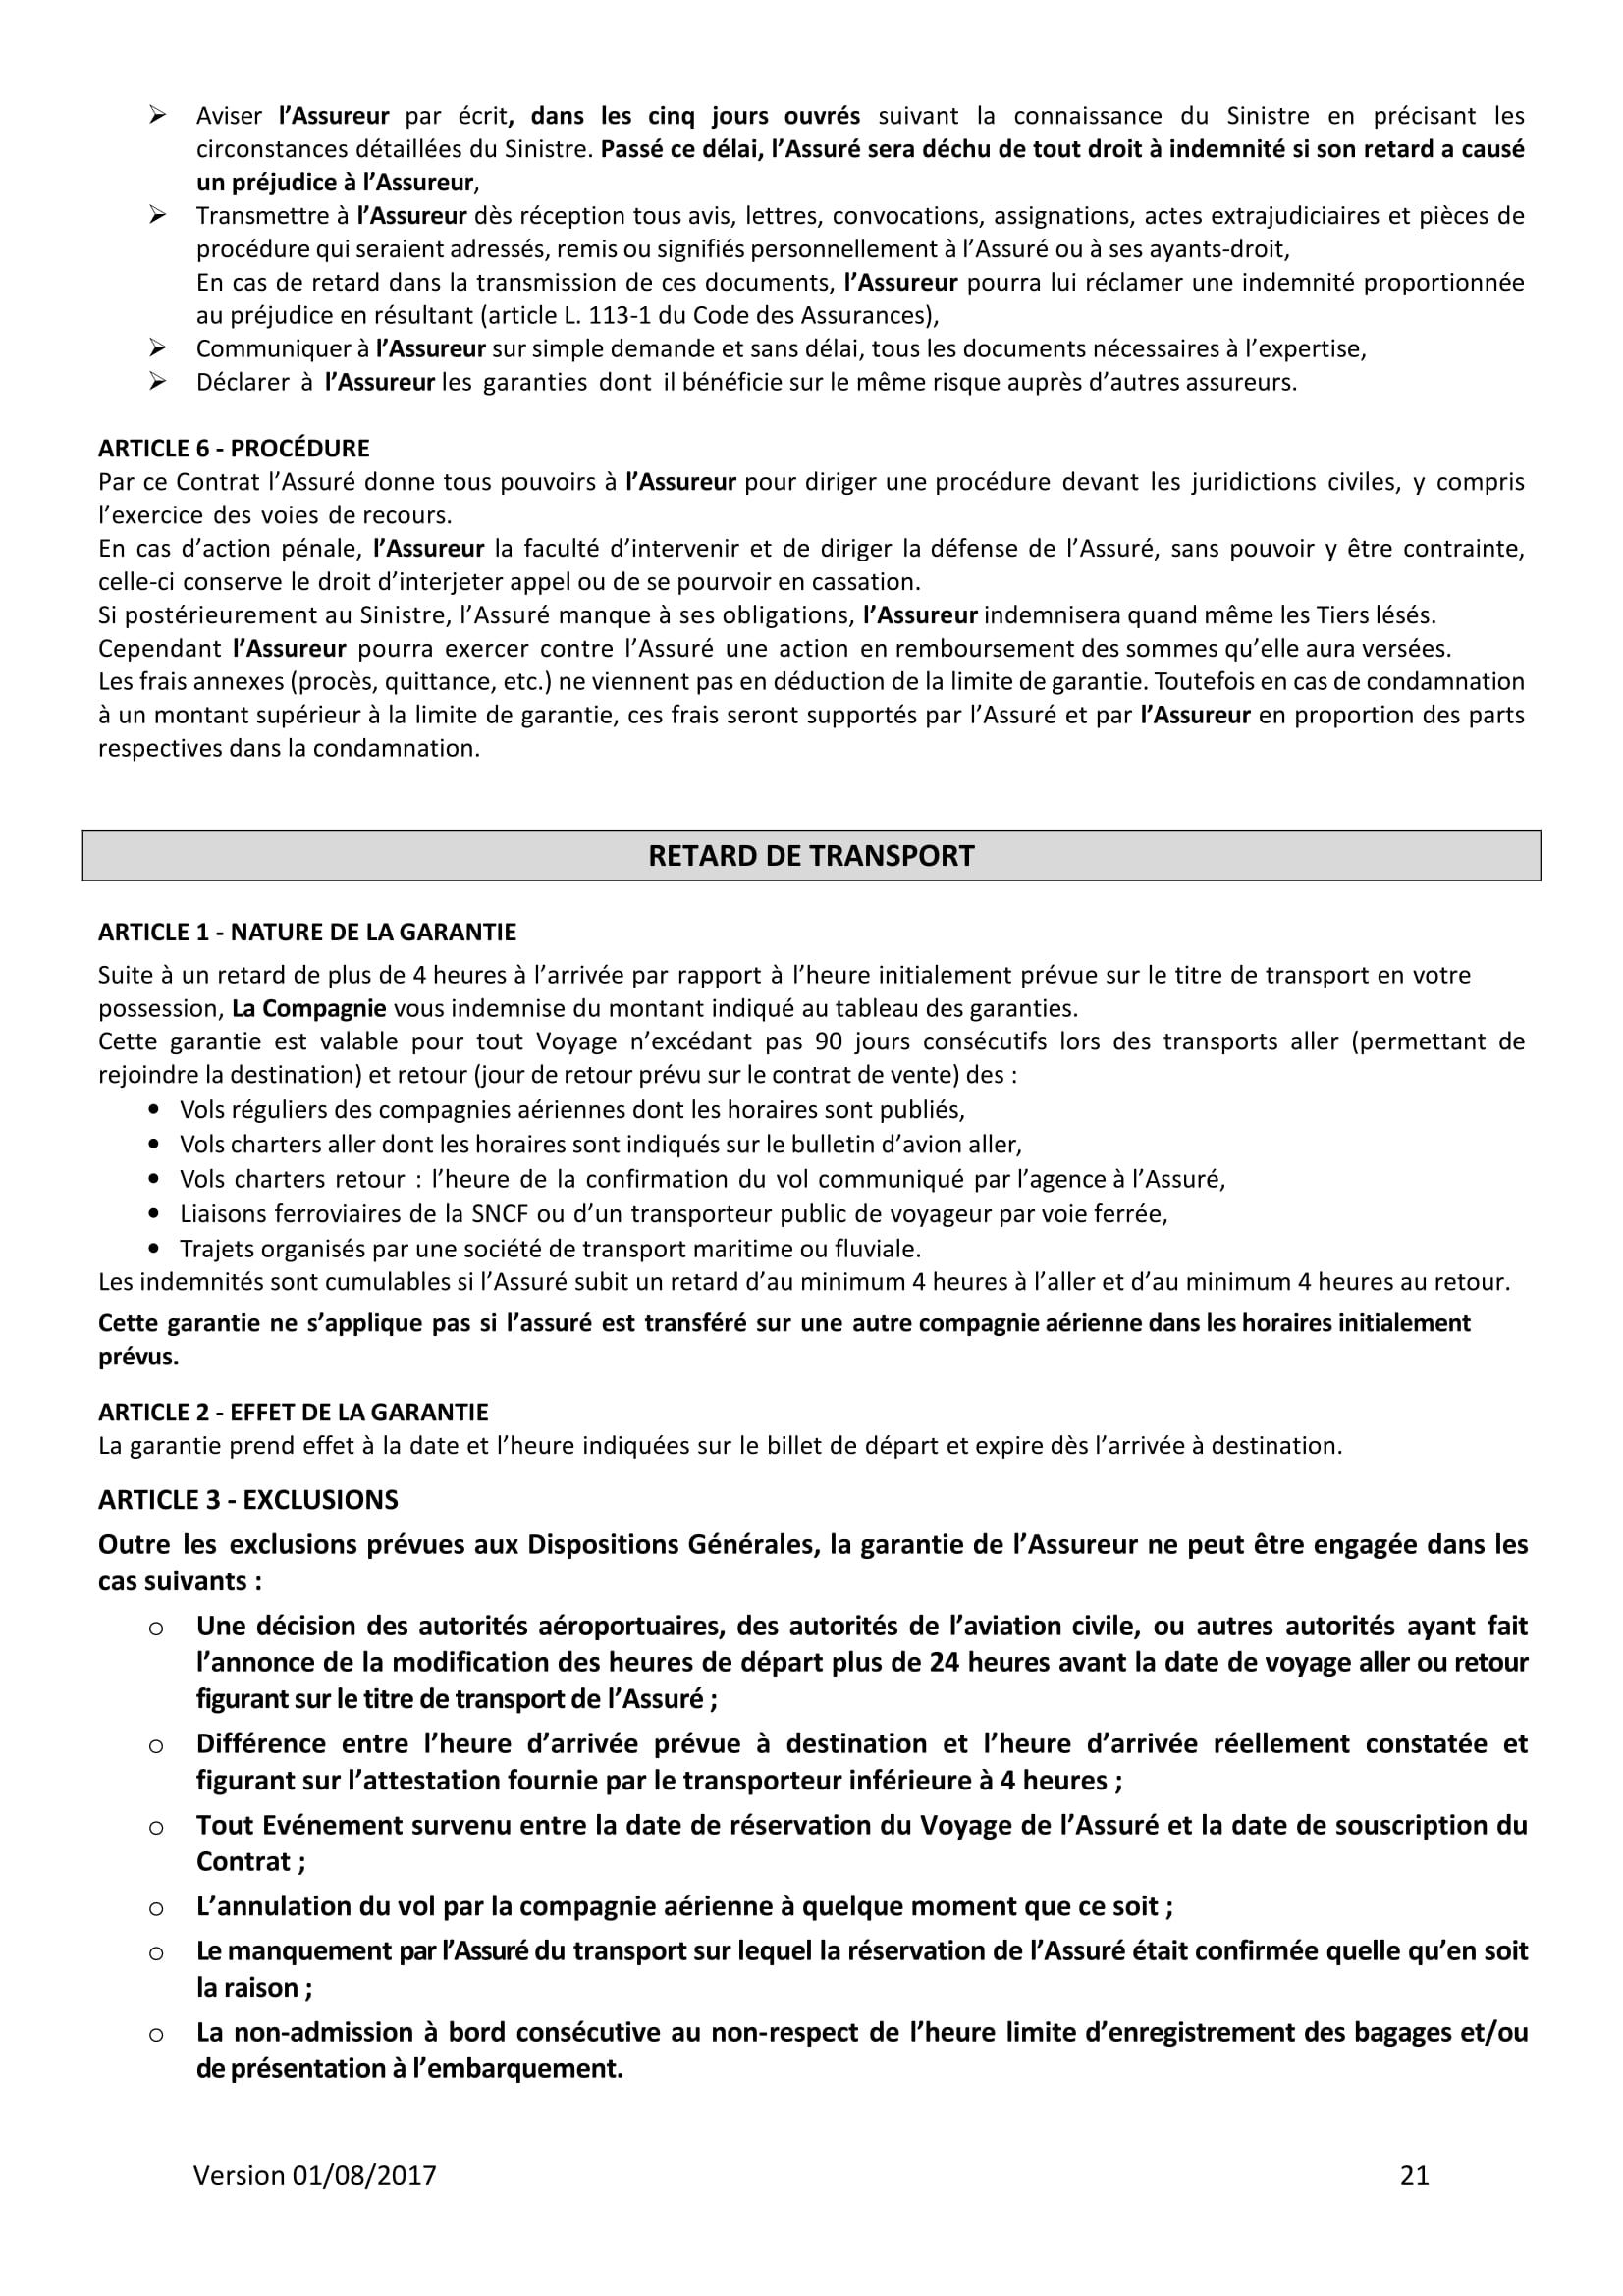 ➢ Aviser l’Assureur par écrit, dans les cinq jours ouvrés suivant la connaissance du Sinistre en précisant les
circonstances détaillées du Sinistre. Passé ce délai, l’Assuré sera déchu de tout droit à indemnité si son retard a causé
un préjudice à l’Assureur,
➢ Transmettre à l’Assureur dès réception tous avis, lettres, convocations, assignations, actes extrajudiciaires et pièces de
procédure qui seraient adressés, remis ou signifiés personnellement à l’Assuré ou à ses ayants-droit,
En cas de retard dans la transmission de ces documents, l’Assureur pourra lui réclamer une indemnité proportionnée
au préjudice en résultant (article L. 113-1 du Code des Assurances),
➢ Communiquer à l’Assureur sur simple demande et sans délai, tous les documents nécessaires à l’expertise,
➢ Déclarer à l’Assureur les garanties dont il bénéficie sur le même risque auprès d’autres assureurs.
ARTICLE 6 - PROCÉDURE
Par ce Contrat l’Assuré donne tous pouvoirs à l’Assureur pour diriger une procédure devant les juridictions civiles, y compris
l’exercice des voies de recours.
En cas d’action pénale, l’Assureur la faculté d’intervenir et de diriger la défense de l’Assuré, sans pouvoir y être contrainte,
celle-ci conserve le droit d’interjeter appel ou de se pourvoir en cassation.
Si postérieurement au Sinistre, l’Assuré manque à ses obligations, l’Assureur indemnisera quand même les Tiers lésés.
Cependant l’Assureur pourra exercer contre l’Assuré une action en remboursement des sommes qu’elle aura versées.
Les frais annexes (procès, quittance, etc.) ne viennent pas en déduction de la limite de garantie. Toutefois en cas de condamnation
à un montant supérieur à la limite de garantie, ces frais seront supportés par l’Assuré et par l’Assureur en proportion des parts
respectives dans la condamnation.
RETARD DE TRANSPORT
ARTICLE 1 - NATURE DE LA GARANTIE
Suite à un retard de plus de 4 heures à l’arrivée par rapport à l’heure initialement prévue sur le titre de transport en votre
possession, La Compagnie vous indemnise du montant indiqué au tableau des garanties.
Cette garantie est valable pour tout Voyage n’excédant pas 90 jours consécutifs lors des transports aller (permettant de
rejoindre la destination) et retour (jour de retour prévu sur le contrat de vente) des :
• Vols réguliers des compagnies aériennes dont les horaires sont publiés,
• Vols charters aller dont les horaires sont indiqués sur le bulletin d’avion aller,
• Vols charters retour : l’heure de la confirmation du vol communiqué par l’agence à l’Assuré,
• Liaisons ferroviaires de la SNCF ou d’un transporteur public de voyageur par voie ferrée,
• Trajets organisés par une société de transport maritime ou fluviale.
Les indemnités sont cumulables si l’Assuré subit un retard d’au minimum 4 heures à l’aller et d’au minimum 4 heures au retour.
Cette garantie ne s’applique pas si l’assuré est transféré sur une autre compagnie aérienne dans les horaires initialement
prévus.
ARTICLE 2 - EFFET DE LA GARANTIE
La garantie prend effet à la date et l’heure indiquées sur le billet de départ et expire dès l’arrivée à destination.
ARTICLE 3 - EXCLUSIONS
Outre les exclusions prévues aux Dispositions Générales, la garantie de l’Assureur ne peut être engagée dans les
cas suivants :
o Une décision des autorités aéroportuaires, des autorités de l’aviation civile, ou autres autorités ayant fait
l’annonce de la modification des heures de départ plus de 24 heures avant la date de voyage aller ou retour
figurant sur le titre de transport de l’Assuré ;
o Différence entre l’heure d’arrivée prévue à destination et l’heure d’arrivée réellement constatée et
figurant sur l’attestation fournie par le transporteur inférieure à 4 heures ;
o Tout Evénement survenu entre la date de réservation du Voyage de l’Assuré et la date de souscription du
Contrat ;
o L’annulation du vol par la compagnie aérienne à quelque moment que ce soit ;
o Le manquement par l’Assuré du transport sur lequel la réservation de l’Assuré était confirmée quelle qu’en soit
la raison ;
o La non-admission à bord consécutive au non-respect de l’heure limite d’enregistrement des bagages et/ou
de présentation à l’embarquement.
Version 01/08/2017 21